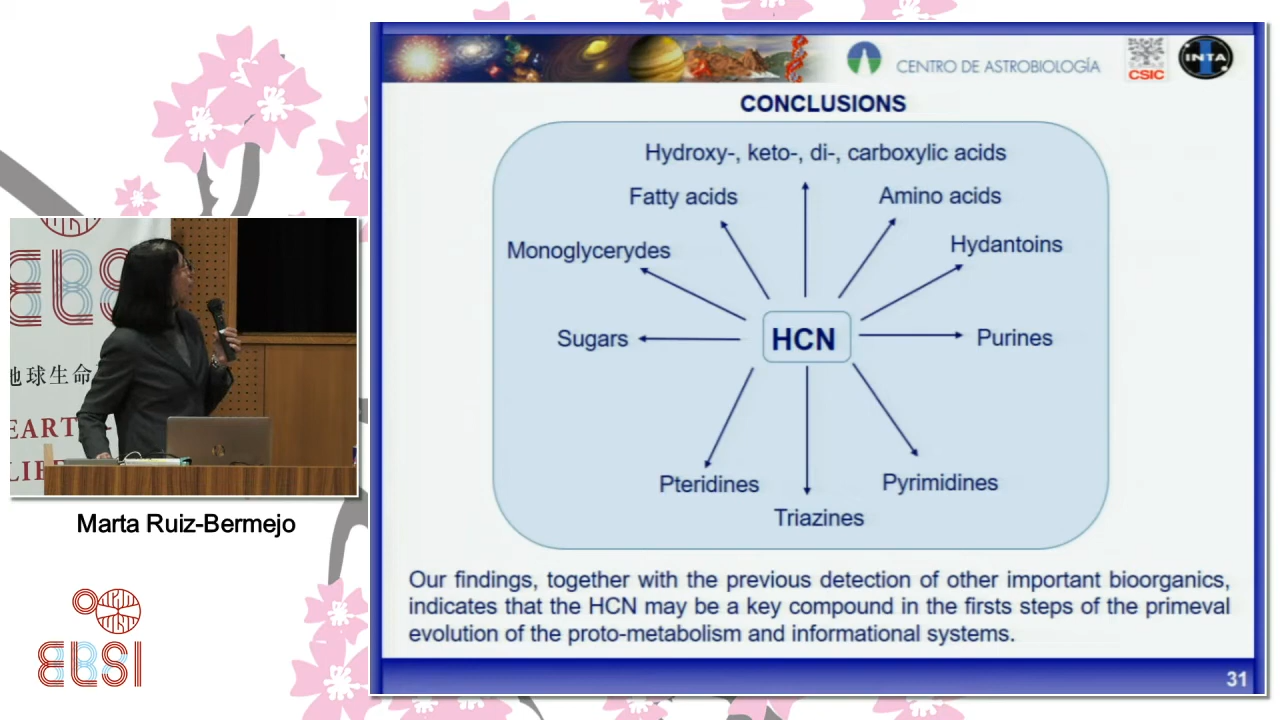 CENTRO DE ASTROBIOLOGÍA
CSIC
INTA
CONCLUSIONS
Hydroxy-, keto-, di-, carboxylic acids
Fatty acids
Amino acids
Monoglycerydes
Hydantoins
Sugars
HCN
Purines
Pteridines
Pyrimidines
Triazines
Our findings, together with the previous detection of other important bioorganics,
indicates that the HCN may be a key compound in the firsts steps of the primeval
evolution of the proto-metabolism and informational systems.
31
ELS
地球生命
EARTH
LIFE
Marta Ruiz-Bermejo
ELSI